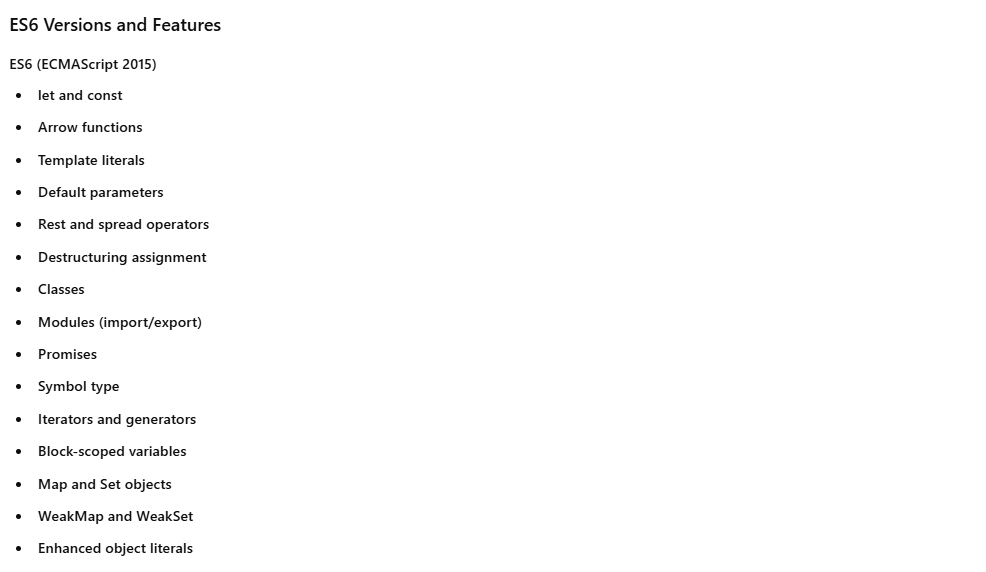 ES6 Versions and Features
ES6 (ECMAScript 2015)
• let and const
• Arrow functions
• Template literals
• Default parameters
• Rest and spread operators
• Destructuring assignment
• Classes
• Modules (import/export)
• Promises
• Symbol type
• Iterators and generators
• Block-scoped variables
• Map and Set objects
• WeakMap and WeakSet
• Enhanced object literals